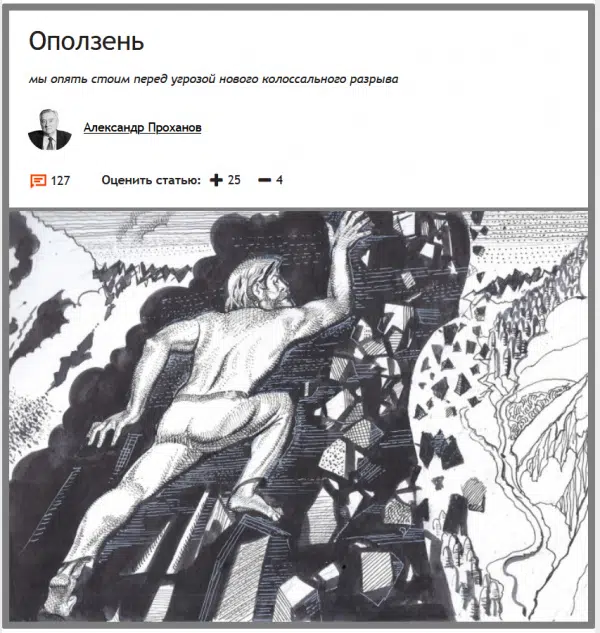 Оползень
мы опять стоим перед угрозой нового колоссального разрыва
Александр Проханов
127 Оценить статью: + 25 − 4